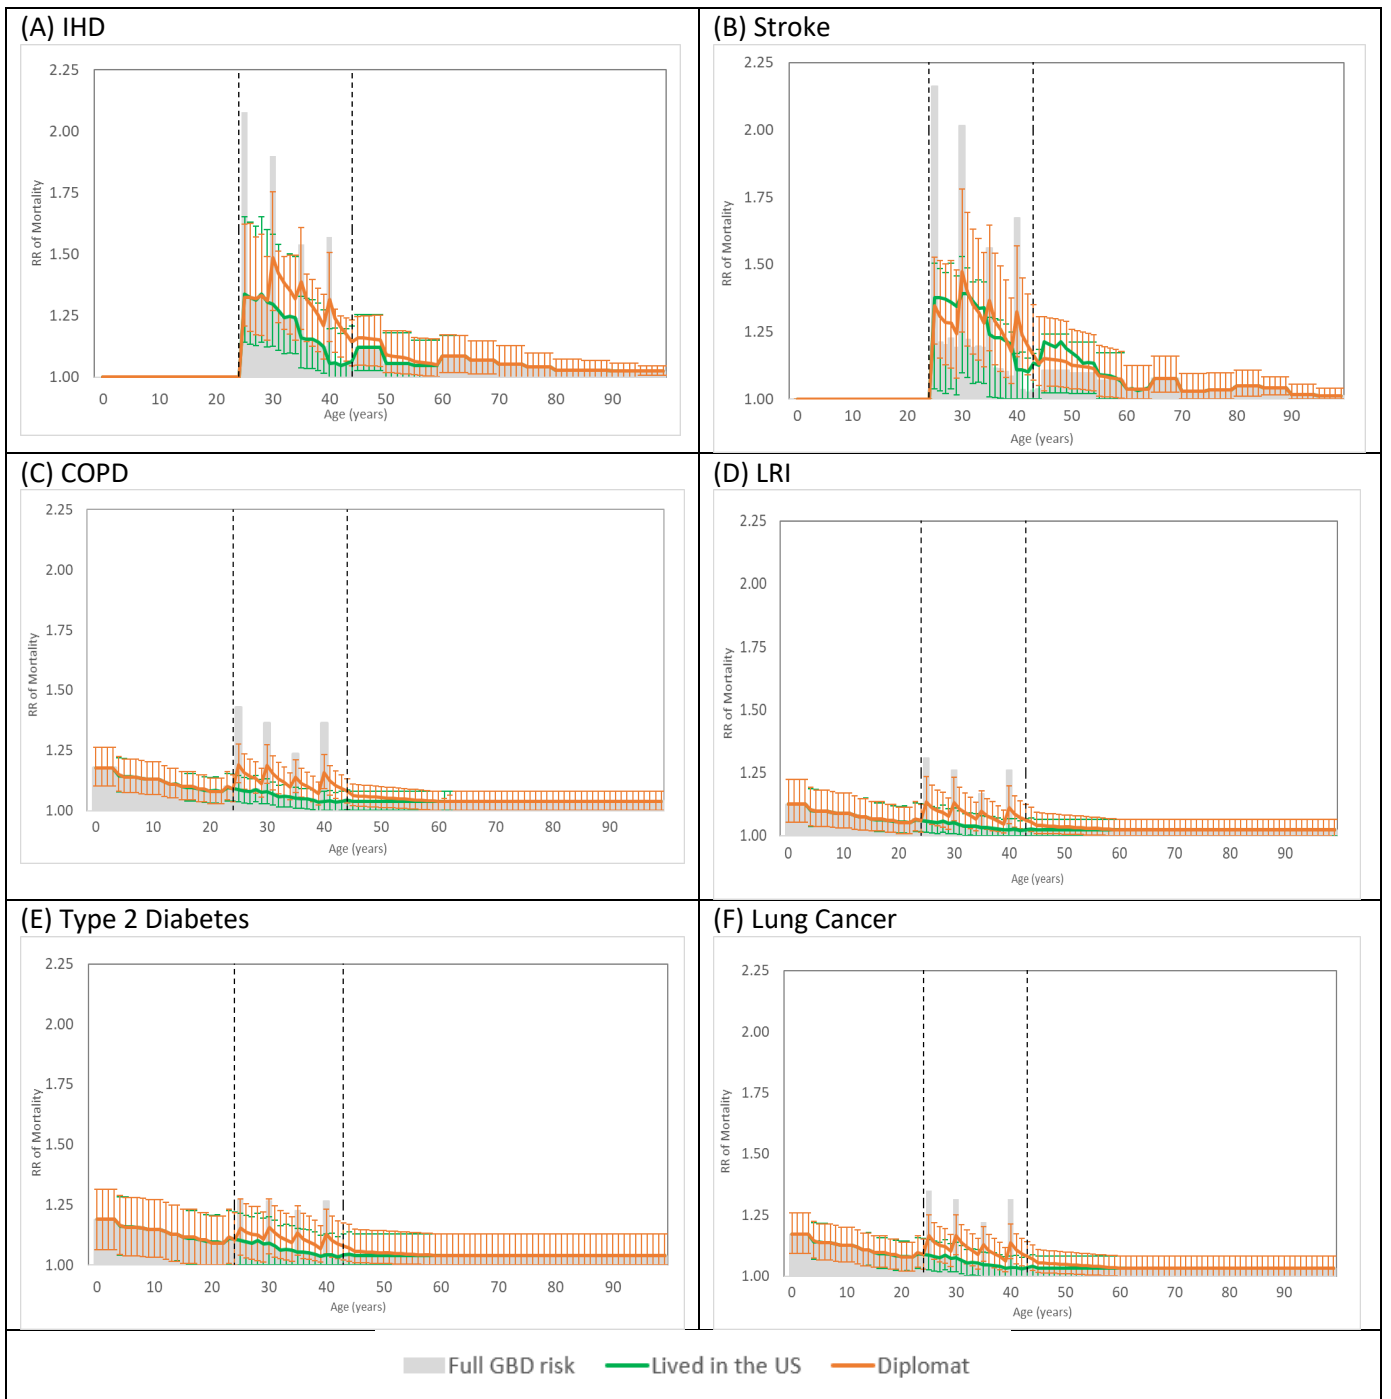 (A) IHD
2.25
2.00
1.75
1.50
1.25
1.00
RR of Mortality
0 10 20 30 40 50 60 70 80 90
Age (years)
(B) Stroke
2.25
2.00
1.75
1.50
1.25
1.00
RR of Mortality
0 10 20 30 40 50 60 70 80 90
Age (years)
(C) COPD
2.25
2.00
1.75
1.50
1.25
1.00
RR of Mortality
0 10 20 30 40 50 60 70 80 90
Age (years)
(D) LRI
2.25
2.00
1.75
1.50
1.25
1.00
RR of Mortality
0 10 20 30 40 50 60 70 80 90
Age (years)
(E) Type 2 Diabetes
2.25
2.00
1.75
1.50
1.25
1.00
RR of Mortality
0 10 20 30 40 50 60 70 80 90
Age (years)
(F) Lung Cancer
2.25
2.00
1.75
1.50
1.25
1.00
RR of Mortality
0 10 20 30 40 50 60 70 80 90
Age (years)
Full GBD risk Lived in the US Diplomat